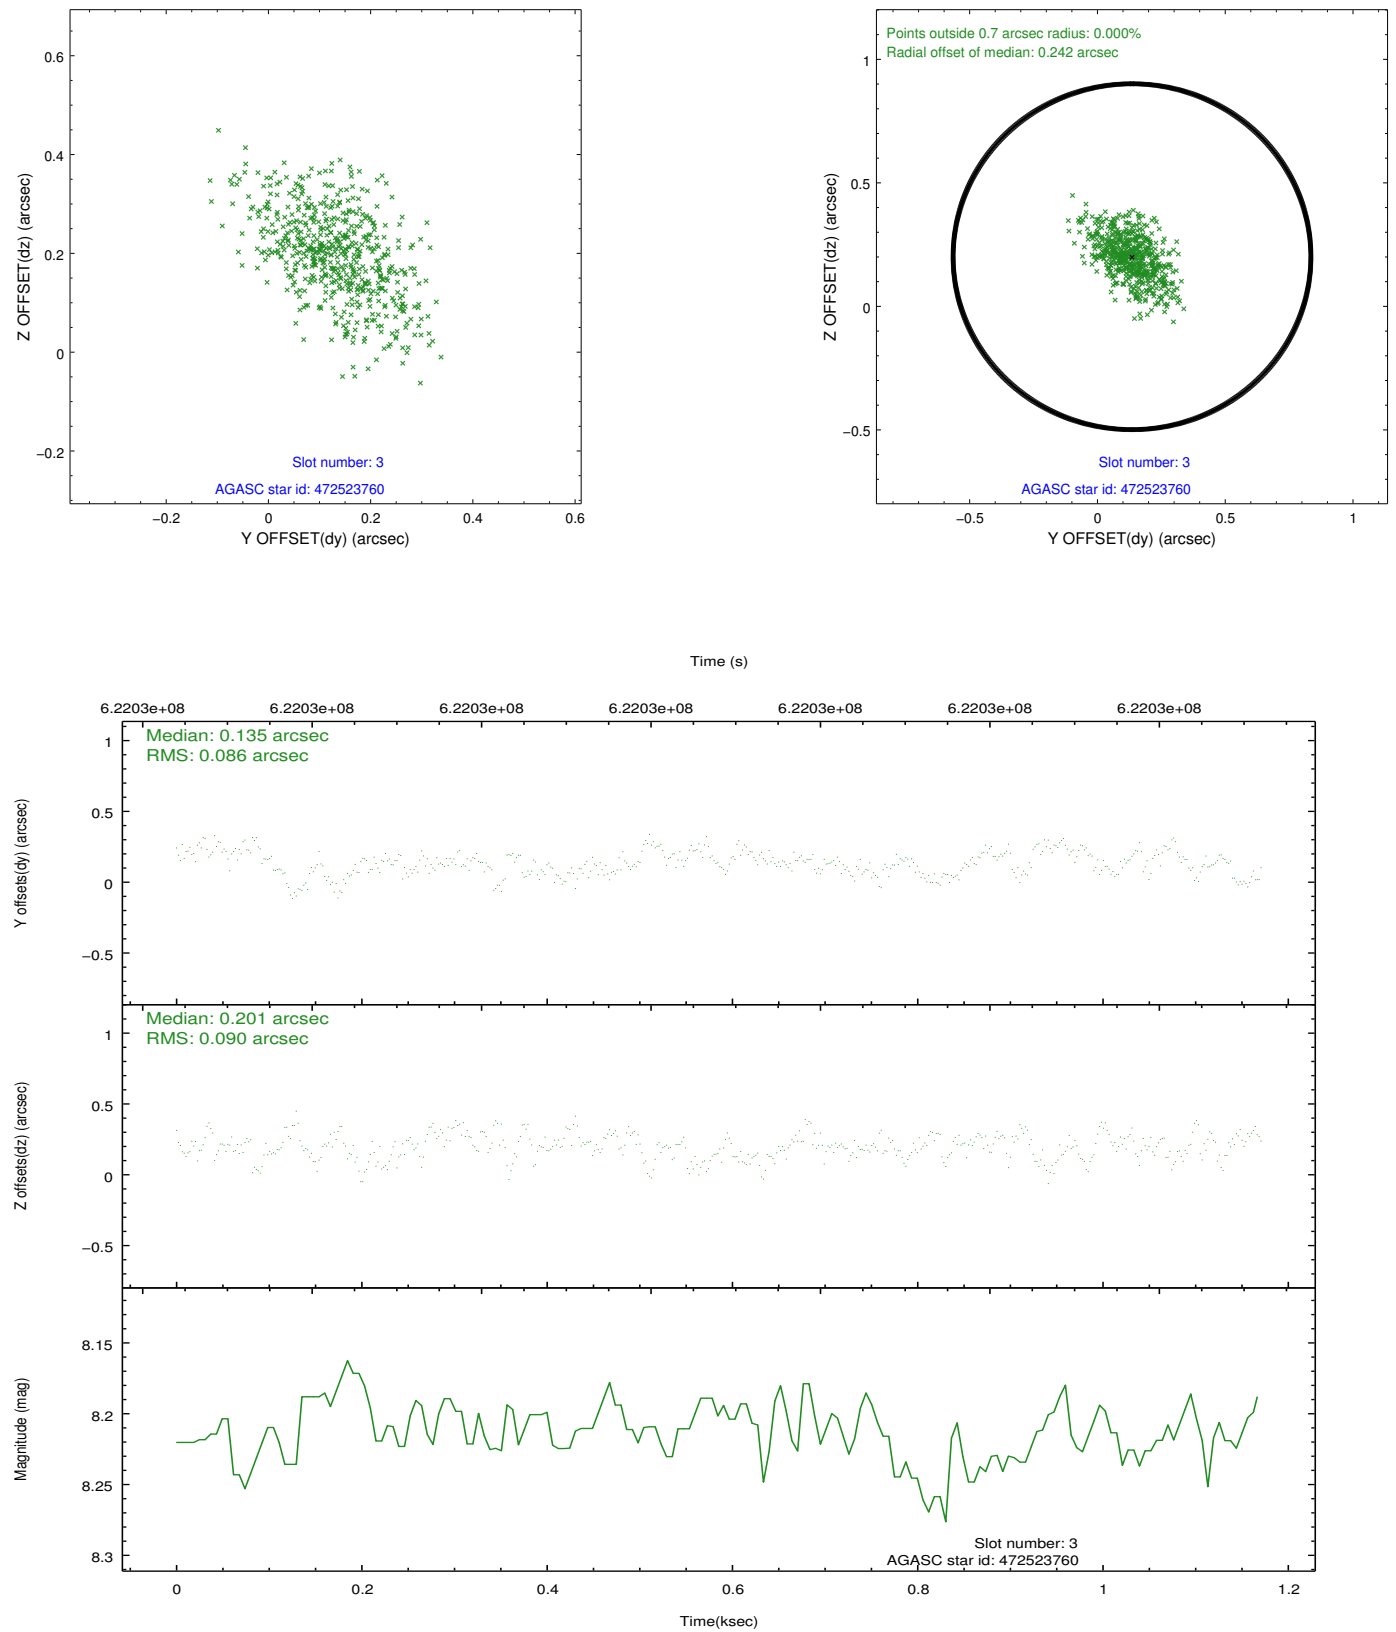 0.6
0.4
0.2
0
−0.2
−0.2
0
0.2
0.4
0.6
Z OFFSET(dz) (arcsec)
Y OFFSET(dy) (arcsec)
Slot number: 3
AGASC star id: 472523760
Points outside 0.7 arcsec radius: 0.000%
Radial offset of median: 0.242 arcsec
1
0.5
0
−0.5
−0.5
0
0.5
1
Z OFFSET(dz) (arcsec)
Y OFFSET(dy) (arcsec)
Slot number: 3
AGASC star id: 472523760
Time (s)
6.2203e+08 6.2203e+08 6.2203e+08 6.2203e+08 6.2203e+08 6.2203e+08 6.2203e+08
Median: 0.135 arcsec
RMS: 0.086 arcsec
1
0.5
0
−0.5
Y offsets(dy) (arcsec)
Median: 0.201 arcsec
RMS: 0.090 arcsec
1
0.5
0
−0.5
Z offsets(dz) (arcsec)
8.15
8.2
8.25
8.3
Magnitude (mag)
Slot number: 3
AGASC star id: 472523760
0 0.2 0.4 0.6 0.8 1 1.2
Time(ksec)